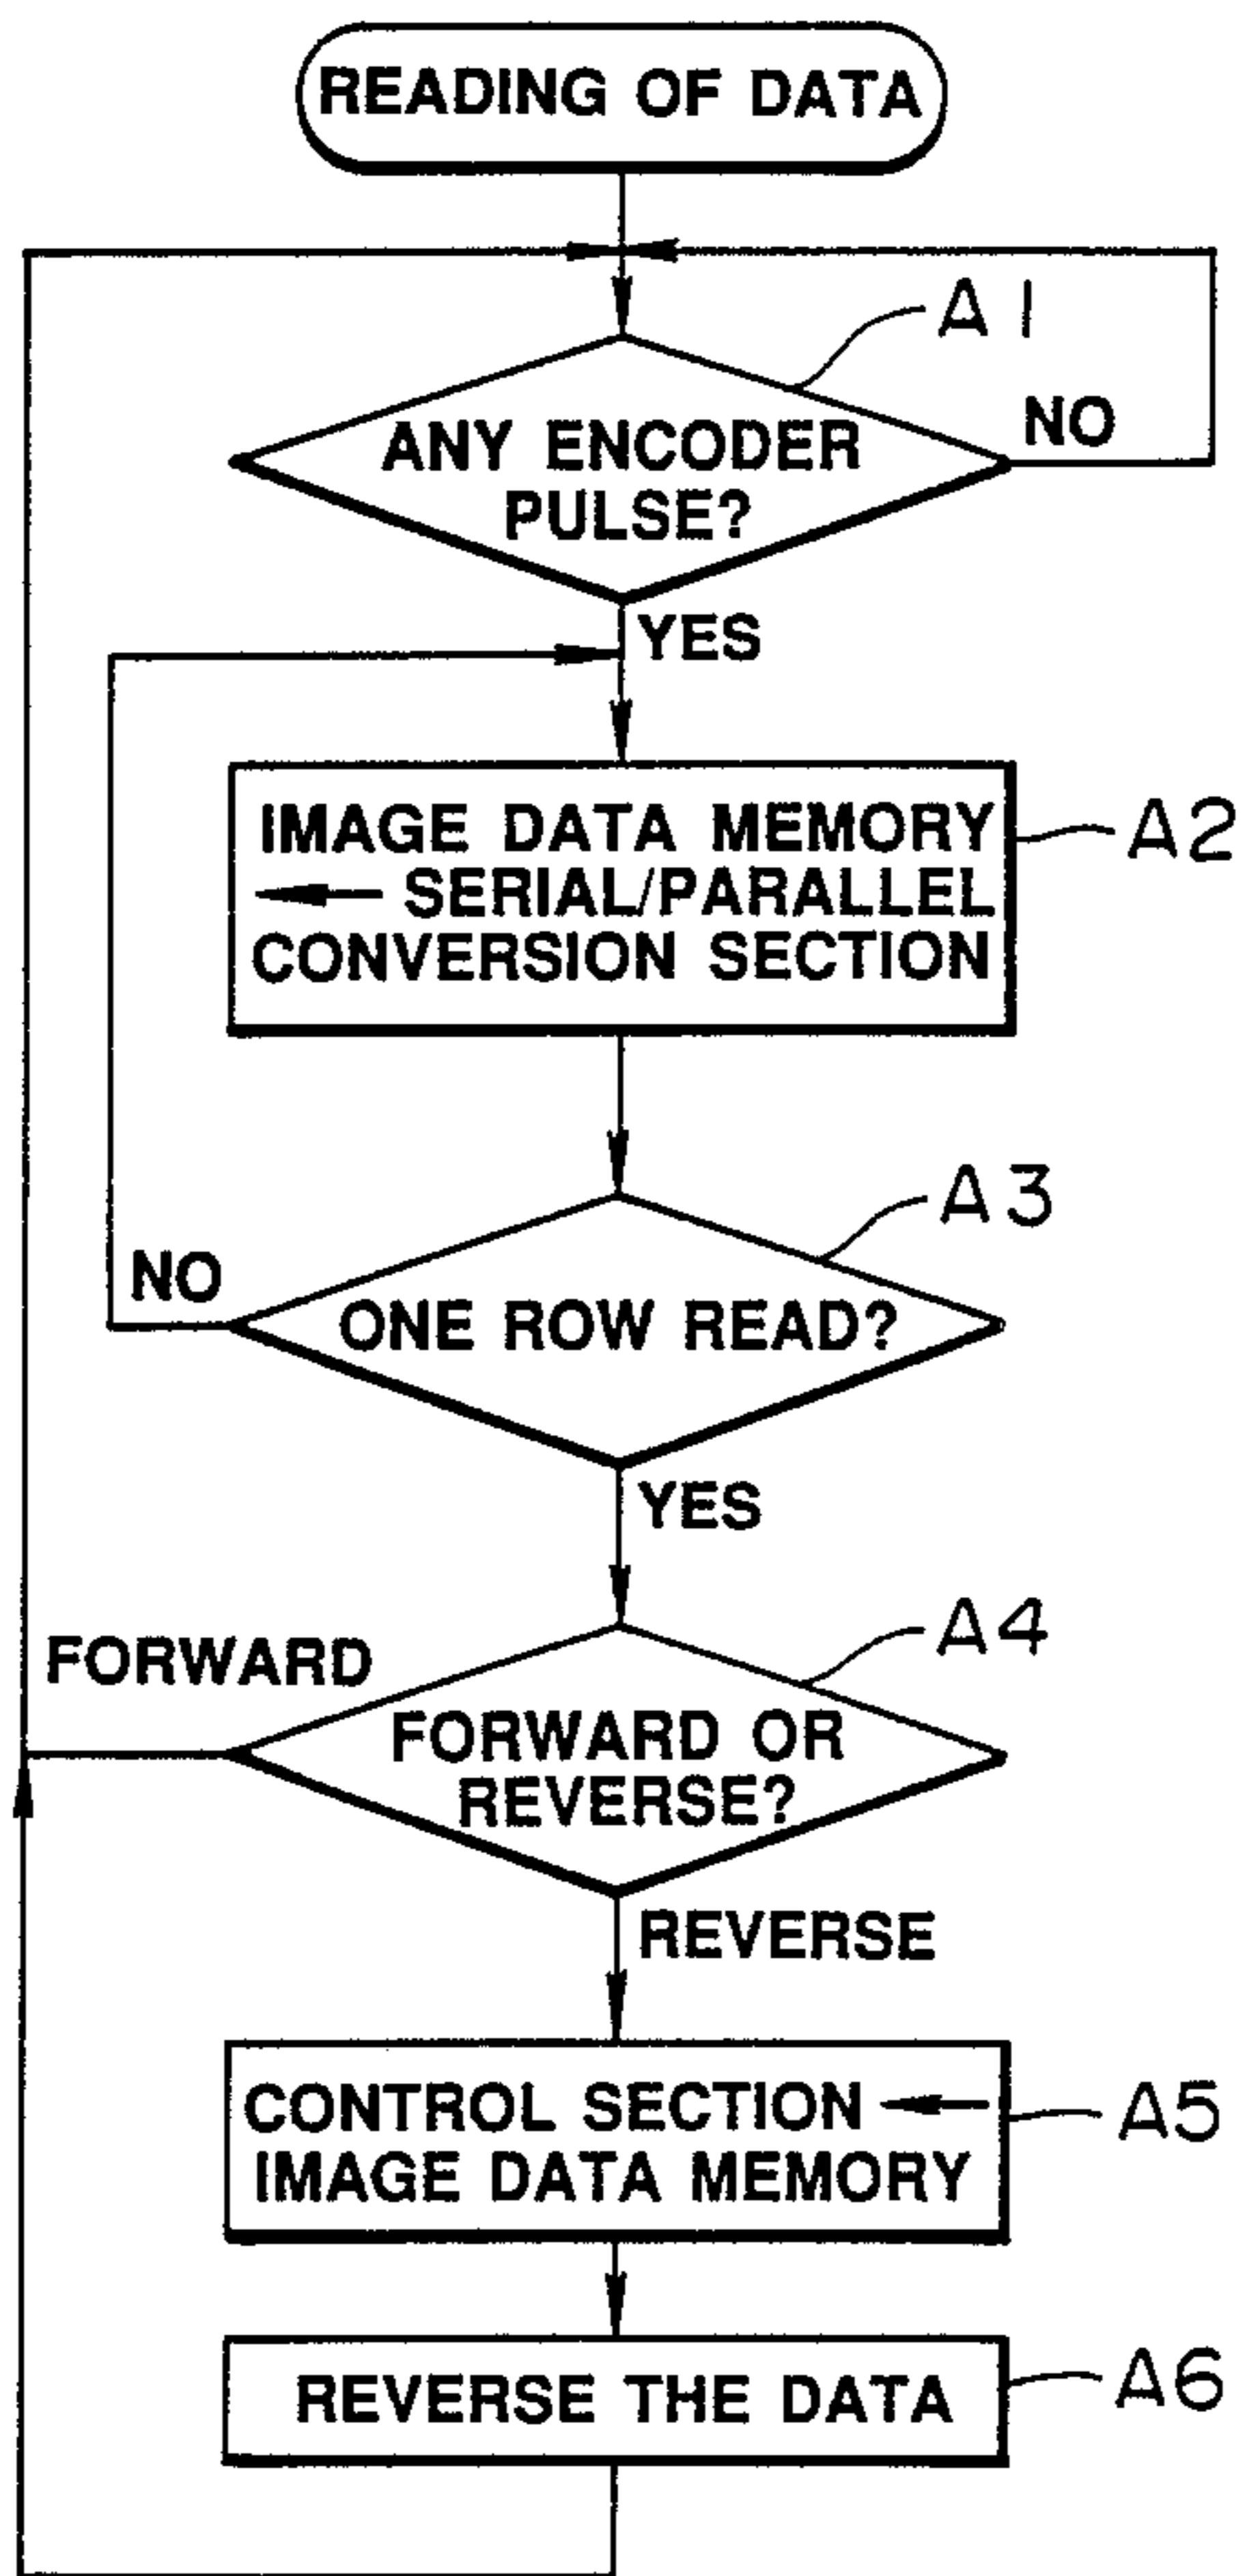 READING OF DATA
A1
NO
ANY ENCODER
PULSE?
YES
IMAGE DATA MEMORY
← SERIAL/PARALLEL
CONVERSION SECTION
A2
A3
NO
ONE ROW READ?
YES
A4
FORWARD
FORWARD OR
REVERSE?
REVERSE
CONTROL SECTION ←
IMAGE DATA MEMORY
A5
REVERSE THE DATA
A6